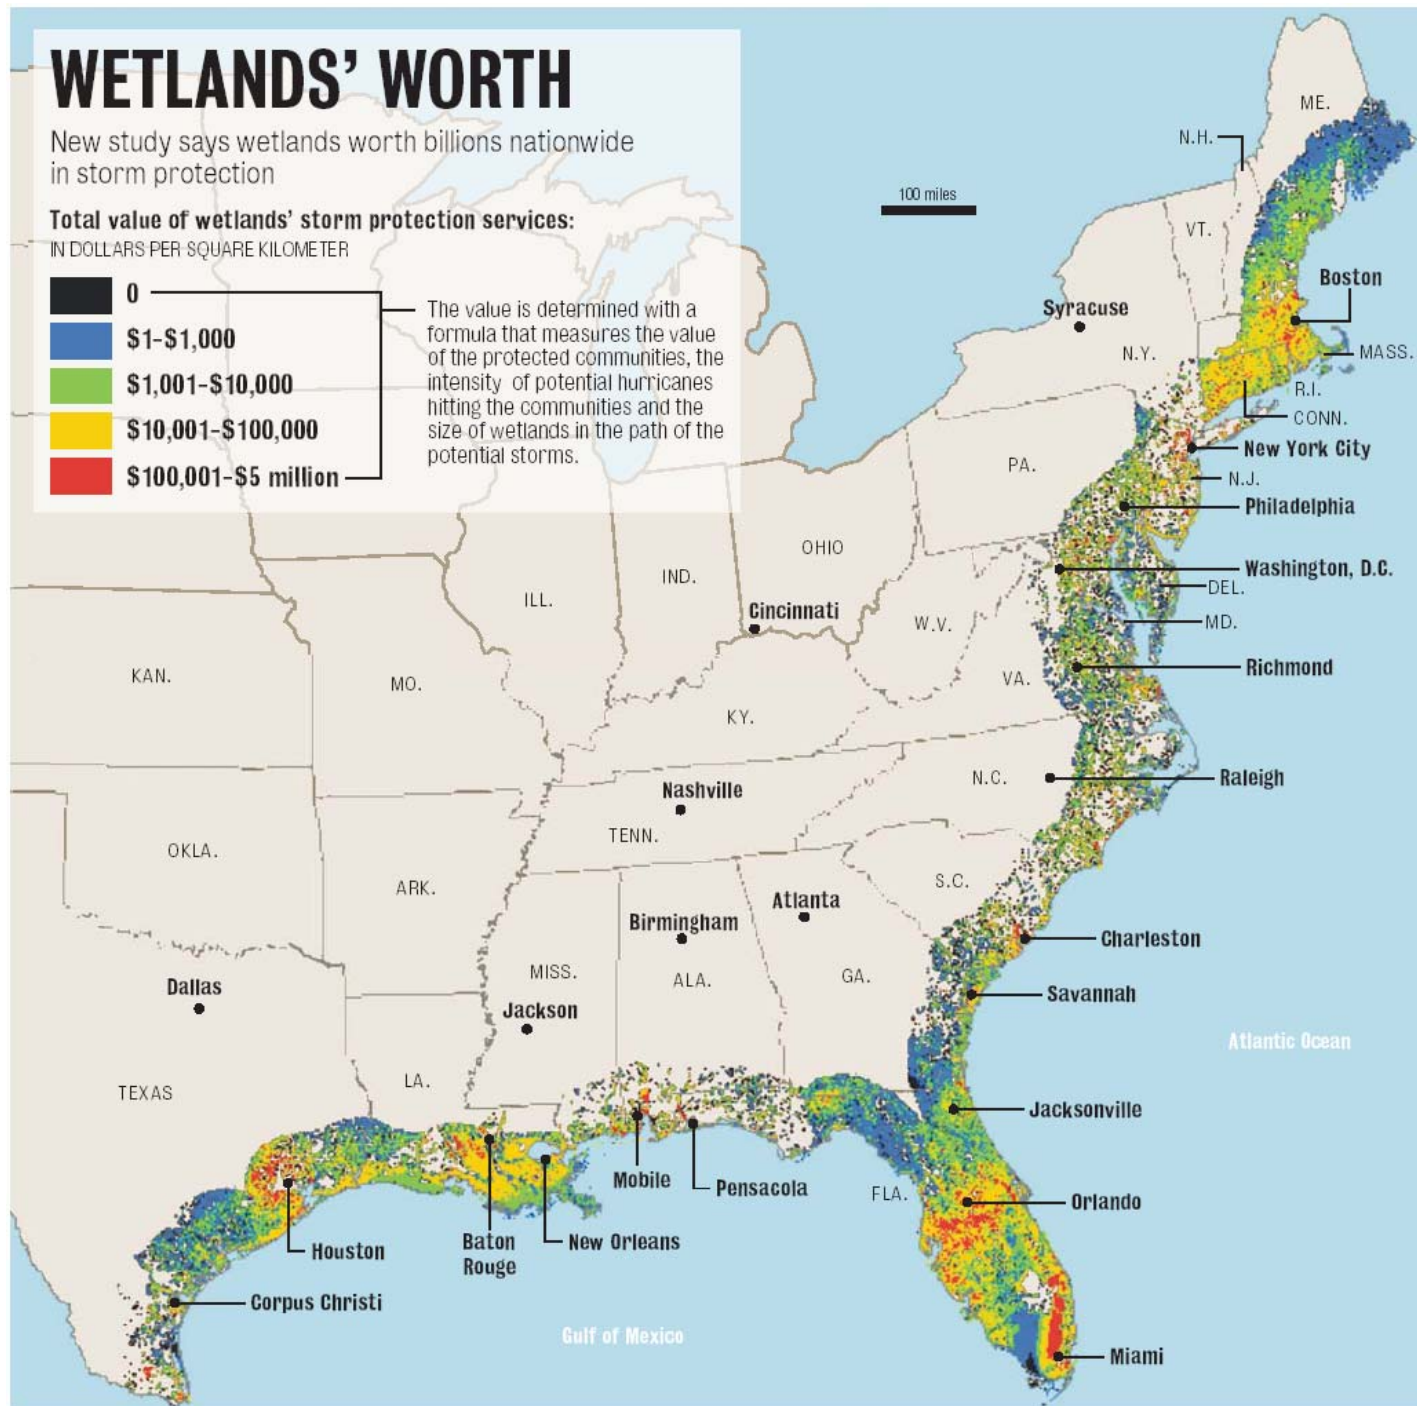 WETLANDS’ WORTH
New study says wetlands worth billions nationwide
in storm protection
Total value of wetlands’ storm protection services:
IN DOLLARS PER SQUARE KILOMETER
0
$1-$1,000
$1,001-$10,000
$10,001-$100,000
$100,001-$5 million
The value is determined with a
formula that measures the value
of the protected communities, the
intensity of potential hurricanes
hitting the communities and the
size of wetlands in the path of the
potential storms.
100 miles
ME.
N.H.
VT.
Boston
Syracuse
N.Y.
MASS.
R.I.
CONN.
New York City
PA.
N.J.
Philadelphia
OHIO
Washington, D.C.
IND.
DEL.
ILL.
Cincinnati
W.V.
MD.
Richmond
KAN.
MO.
VA.
KY.
N.C.
Raleigh
Nashville
TENN.
OKLA.
ARK.
S.C.
Atlanta
Birmingham
Charleston
MISS.
ALA.
GA.
Dallas
Savannah
Jackson
Atlantic Ocean
LA.
TEXAS
Jacksonville
Mobile
Pensacola
FLA.
Orlando
Houston
Baton
Rouge
New Orleans
Corpus Christi
Gulf of Mexico
Miami